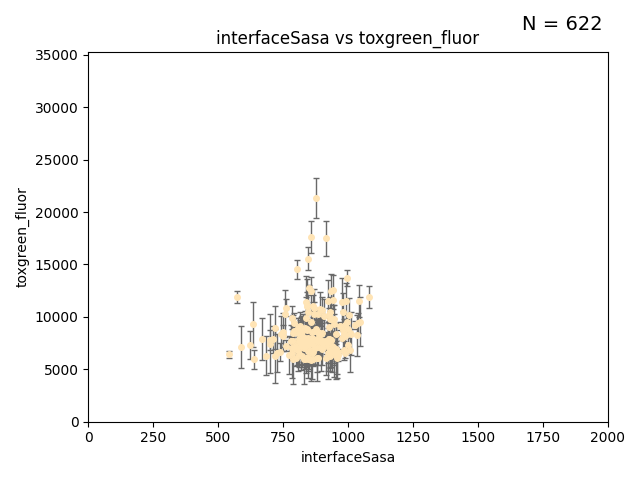 N = 622
interfaceSasa vs toxgreen_fluor
35000
30000
25000
20000
15000
10000
5000
0
toxgreen_fluor
0 250 500 750 1000 1250 1500 1750 2000
interfaceSasa